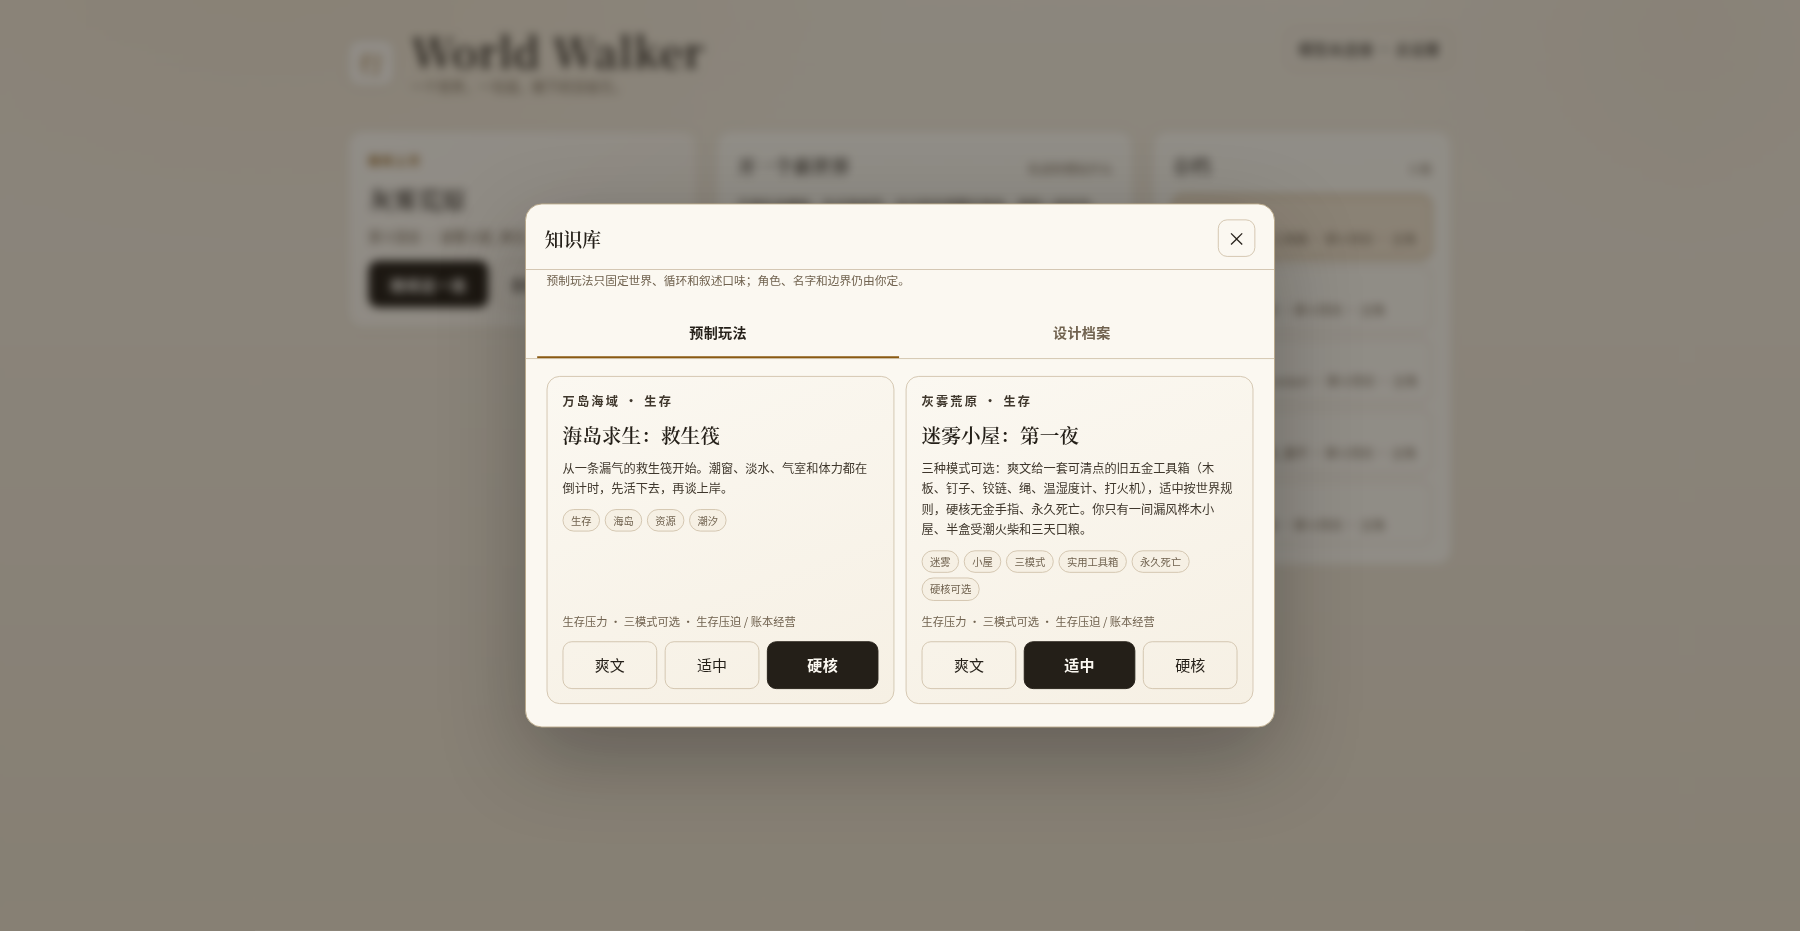 World Walker
知识库
预制玩法只固定世界、循环和叙述口味；角色、名字和边界仍由你定。
预制玩法
设计档案
万岛海域 · 生存
海岛求生：救生筏
从一条漏气的救生筏开始。潮窗、淡水、气室和体力都在
倒计时，先活下去，再谈上岸。
生存 海岛 资源 潮汐
生存压力 · 三模式可选 · 生存压迫 / 账本经营
爽文 适中 硬核
灰雾荒原 · 生存
迷雾小屋：第一夜
三种模式可选：爽文给一套可清点的旧五金工具箱（木
板、钉子、铰链、绳、温湿度计、打火机），适中按世界规
则，硬核无金手指、永久死亡。你只有一间漏风桦木小
屋、半盒受潮火柴和三天口粮。
迷雾 小屋 三模式 实用工具箱 永久死亡
硬核可选
生存压力 · 三模式可选 · 生存压迫 / 账本经营
爽文 适中 硬核